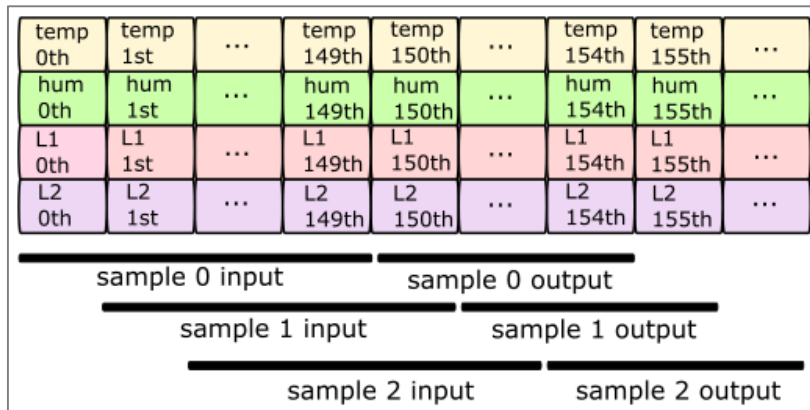 temp temp ... temp temp ... temp temp ...
0th 1st 149th 150th 154th 155th
hum hum ... hum hum ... hum hum ...
0th 1st 149th 150th 154th 155th
L1 L1 ... L1 L1 ... L1 L1 ...
0th 1st 149th 150th 154th 155th
L2 L2 ... L2 L2 ... L2 L2 ...
0th 1st 149th 150th 154th 155th
sample 0 input sample 0 output
sample 1 input sample 1 output
sample 2 input sample 2 output